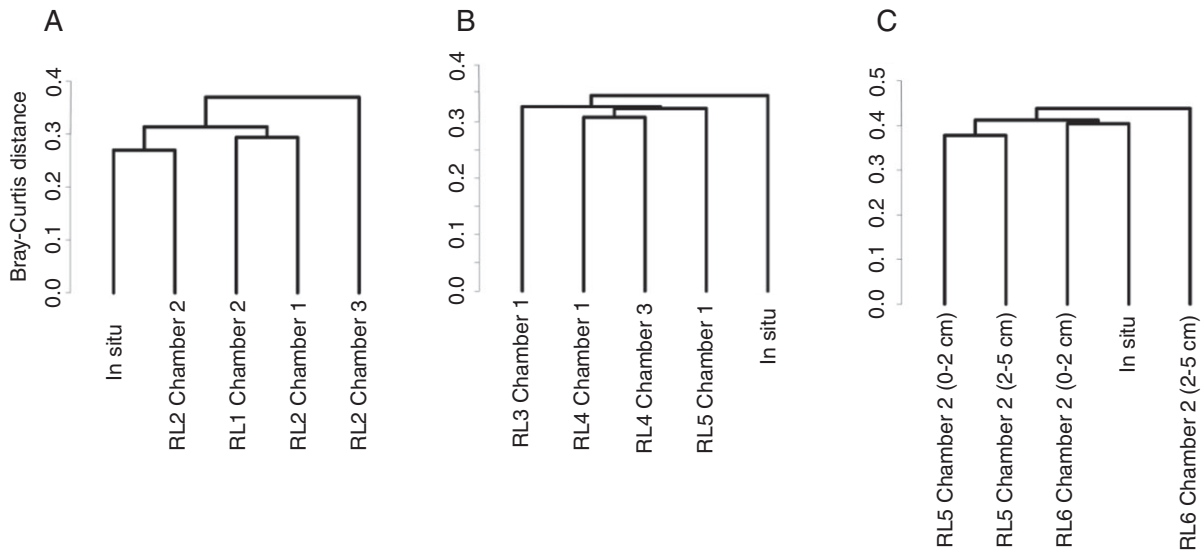 A
Bray-Curtis distance
0.4
0.3
0.2
0.1
0.0
In situ
RL2 Chamber 2
RL1 Chamber 2
RL2 Chamber 1
RL2 Chamber 3
B
0.4
0.3
0.2
0.1
0.0
RL3 Chamber 1
RL4 Chamber 1
RL4 Chamber 3
RL5 Chamber 1
In situ
C
0.5
0.4
0.3
0.2
0.1
0.0
RL5 Chamber 2 (0-2 cm)
RL5 Chamber 2 (2-5 cm)
RL6 Chamber 2 (0-2 cm)
In situ
RL6 Chamber 2 (2-5 cm)